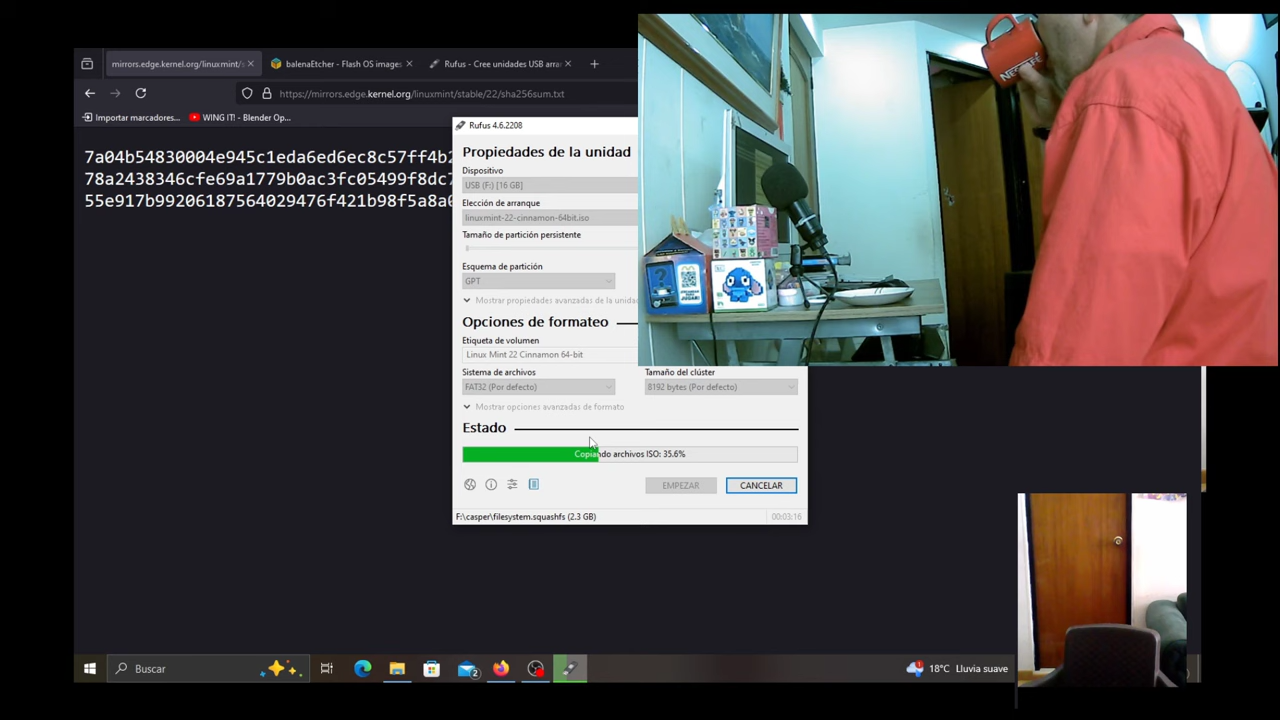 mirrors.edge.kernel.org/linuxmint/s
balenaEtcher - Flash OS images
Rufus - Cree unidades USB arra
https://mirrors.edge.kernel.org/linuxmint/stable/22/sha256sum.txt
Importar marcadores...
WING IT! - Blender Op...
7a04b54830004e945c1eda6ed6ec8c57ff4b2
78a2438346cfe69a1779b0ac3fc05499f8dc7
55e917b99206187564029476f421b98f5a8a0
Rufus 4.6.2208
Propiedades de la unidad
Dispositivo
USB (F:) [16 GB]
Elección de arranque
linuxmint-22-cinnamon-64bit.iso
Tamaño de partición persistente
Esquema de partición
GPT
Mostrar propiedades avanzadas de la unida
Opciones de formateo
Etiqueta de volumen
Linux Mint 22 Cinnamon 64-bit
Sistema de archivos
Tamaño del clúster
FAT32 (Por defecto)
8192 bytes (Por defecto)
Mostrar opciones avanzadas de formato
Estado
Copiando archivos ISO: 35.6%
EMPEZAR
CANCELAR
F:\casper\filesystem.squashfs (2.3 GB)
00:03:16
NESCAFÉ
Buscar
2
1
18°C Lluvia suave